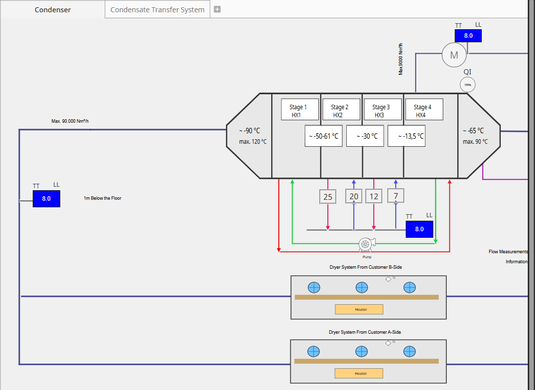 Condenser
Condensate Transfer System
TT LL
8.0
M
Max.5000 Nm³/h
QI
Stage 1
HX1
Stage 2
HX2
Stage 3
HX3
Stage 4
HX4
~ -90 °C
max. 120 °C
~ -50-61 °C
~ -30 °C
~ -13,5 °C
~ -65 °C
max. 90 °C
Max. 90.000 Nm³/h
TT LL
8.0
1m Below the Floor
25
20
12
7
TT LL
8.0
Pump
Flow Measurements
Information
Dryer System From Customer B-Side
Dryer System From Customer A-Side